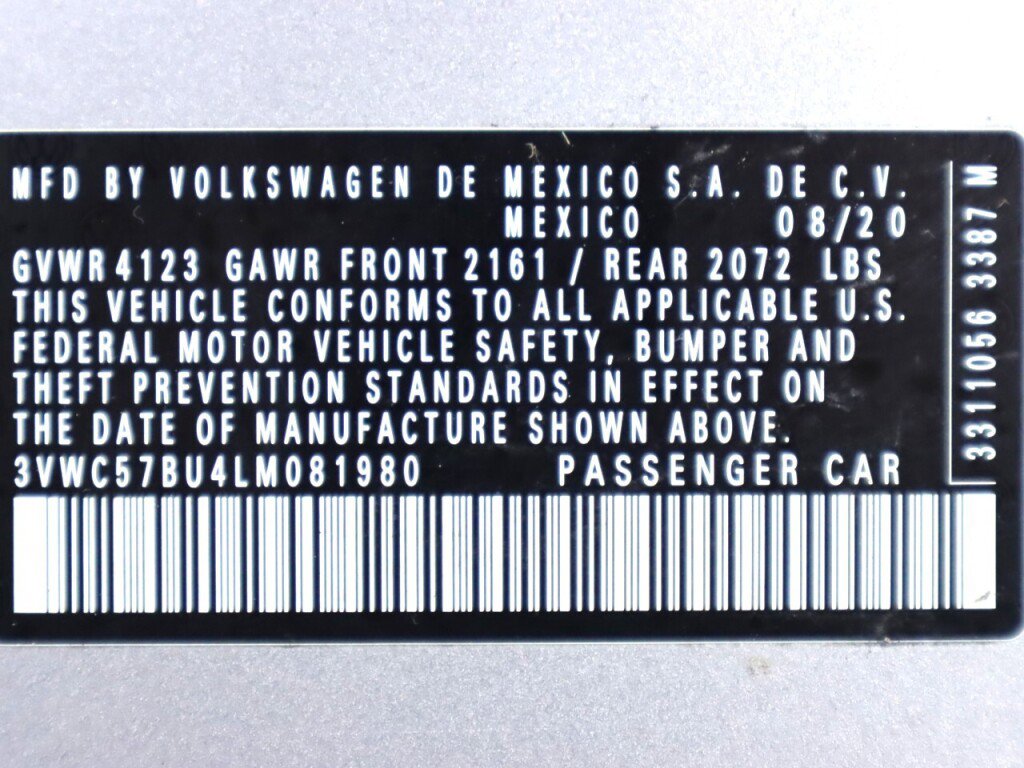 MFD BY VOLKSWAGEN DE MEXICO S.A. DE C.V.
MEXICO 08/20
GVWR 4123 GAWR FRONT 2161 / REAR 2072 LBS
THIS VEHICLE CONFORMS TO ALL APPLICABLE U.S.
FEDERAL MOTOR VEHICLE SAFETY, BUMPER AND
THEFT PREVENTION STANDARDS IN EFFECT ON
THE DATE OF MANUFACTURE SHOWN ABOVE.
3VWC57BU4LM081980 PASSENGER CAR
3311056 3387 M